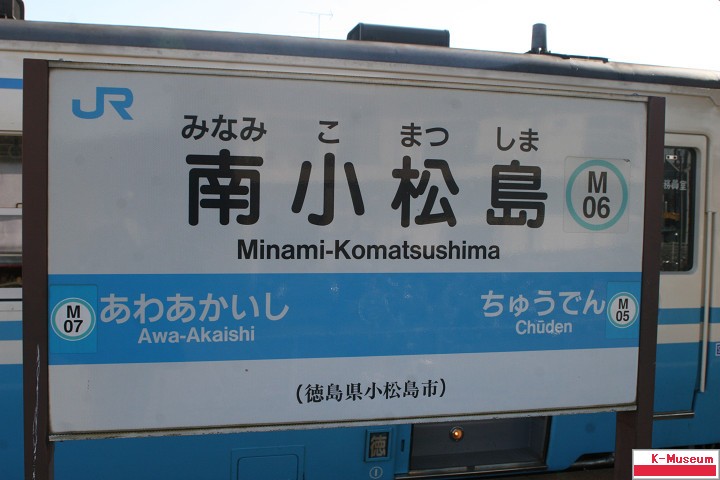 JR
みなみ こ まつ しま
南小松島
M
06
Minami-Komatsushima
M
07
あわあかいし
Awa-Akaishi
ちゅうでん
Chūden
M
05
(徳島県小松島市)
徳
K-Museum